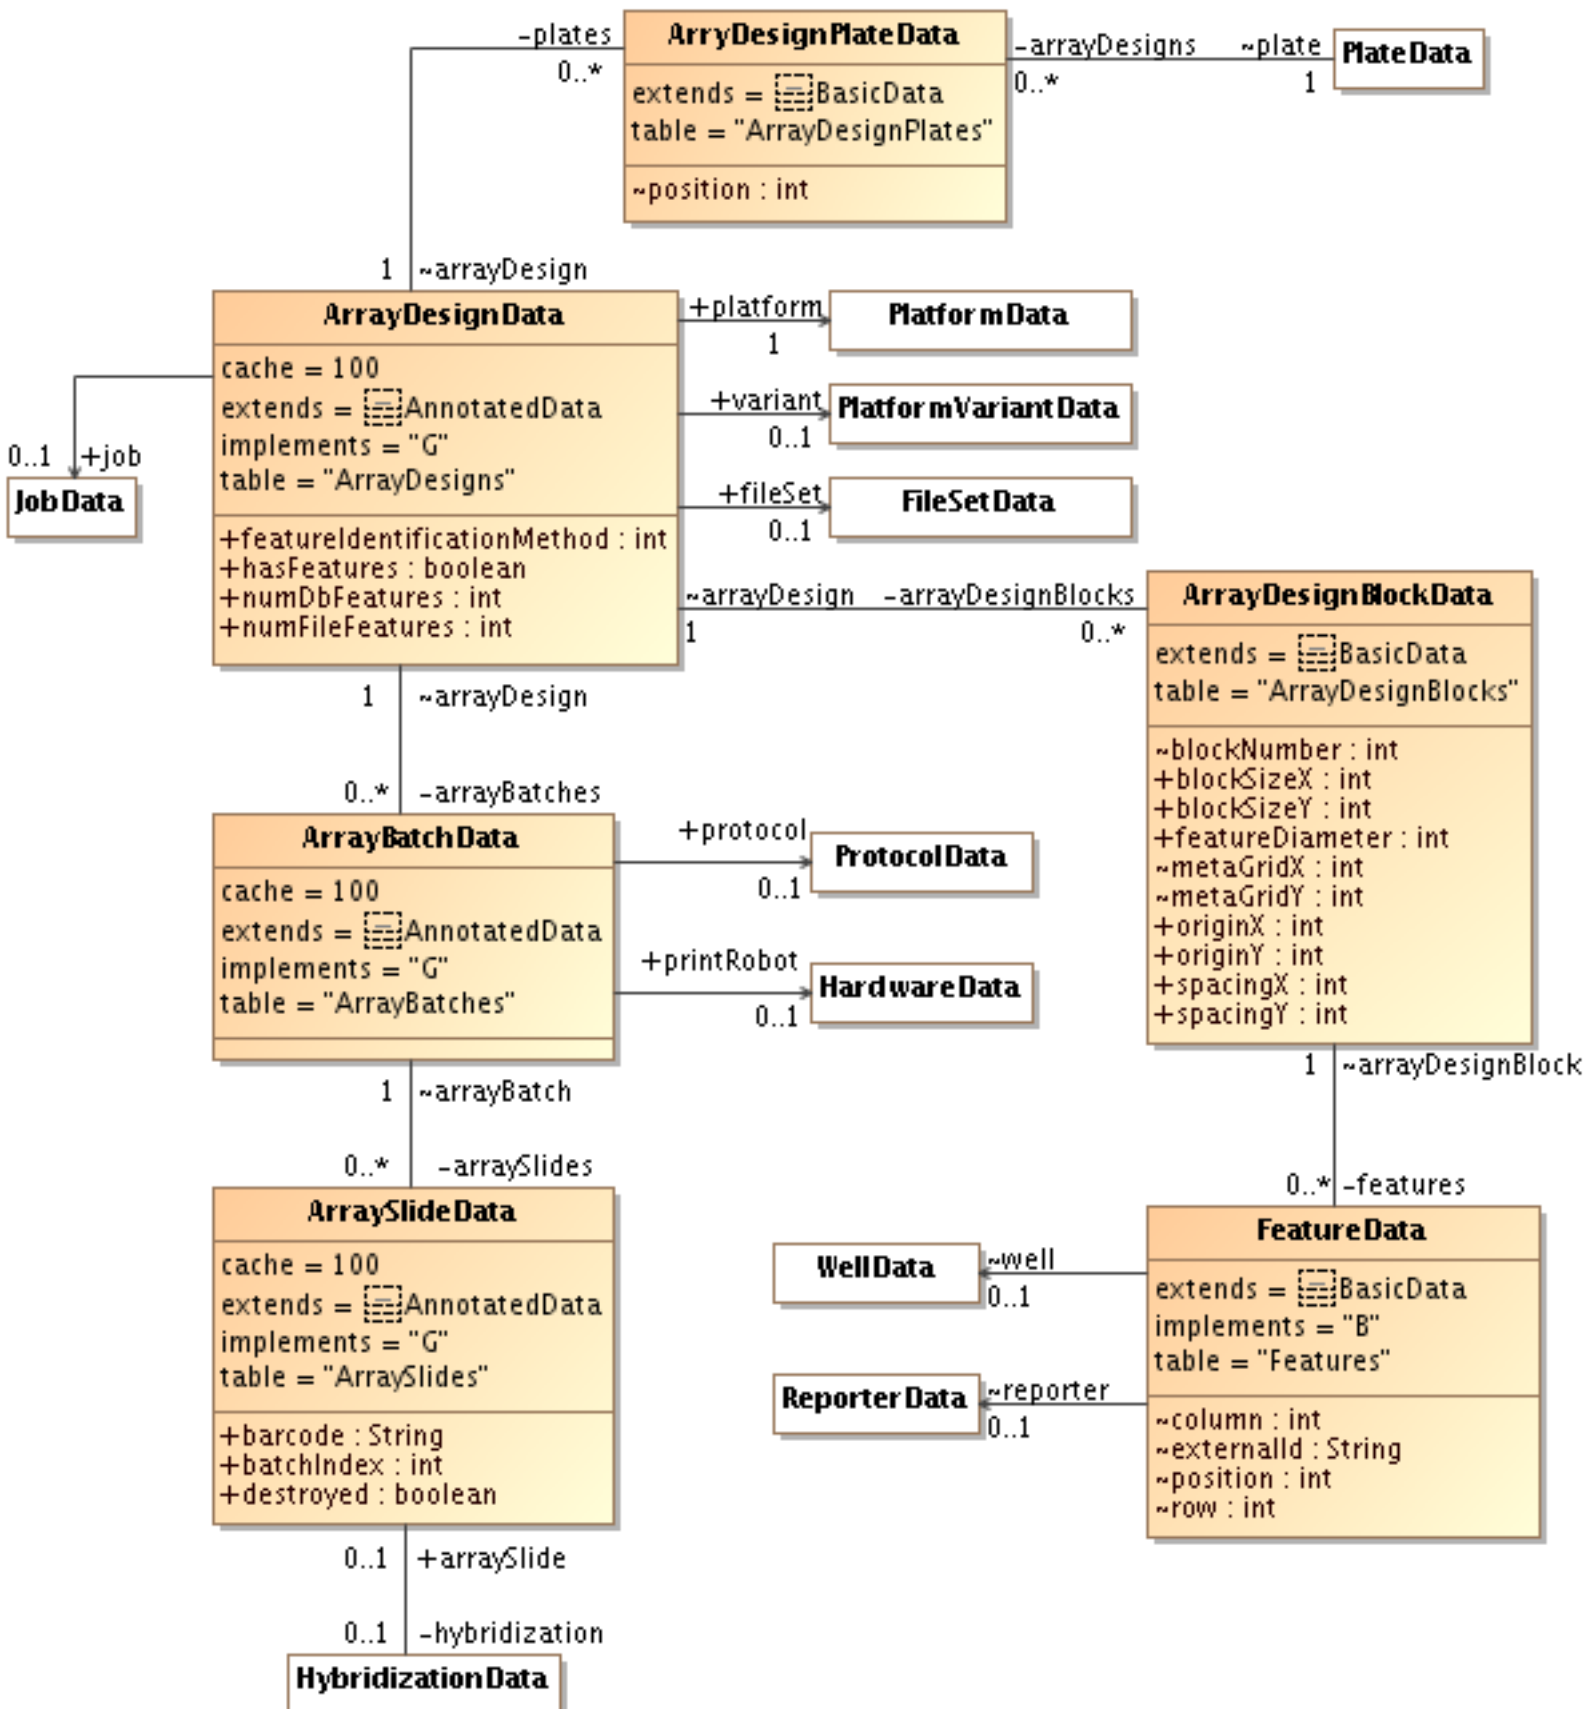 -plates
0..*
ArryDesignPlateData
extends = BasicData
table = "ArrayDesignPlates"
~position : int
-arrayDesigns
0..*
~plate
1
PlateData
1 ~arrayDesign
ArrayDesignData
cache = 100
extends = AnnotatedData
implements = "G"
table = "ArrayDesigns"
+featureIdentificationMethod : int
+hasFeatures : boolean
+numDbFeatures : int
+numFileFeatures : int
0..1 +job
JobData
+platform
1
PlatformData
+variant
0..1
PlatformVariantData
+fileSet
0..1
FileSetData
~arrayDesign -arrayDesignBlocks
1 0..*
ArrayDesignBlockData
extends = BasicData
table = "ArrayDesignBlocks"
~blockNumber : int
+blockSizeX : int
+blockSizeY : int
+featureDiameter : int
~metaGridX : int
~metaGridY : int
+originX : int
+originY : int
+spacingX : int
+spacingY : int
1 ~arrayDesign
0..* -arrayBatches
ArrayBatchData
cache = 100
extends = AnnotatedData
implements = "G"
table = "ArrayBatches"
+protocol
0..1
ProtocolData
+printRobot
0..1
HardwareData
1 ~arrayBatch
0..* -arraySlides
ArraySlideData
cache = 100
extends = AnnotatedData
implements = "G"
table = "ArraySlides"
+barcode : String
+batchIndex : int
+destroyed : boolean
0..1 +arraySlide
0..1 -hybridization
HybridizationData
1 ~arrayDesignBlock
0..* -features
FeatureData
extends = BasicData
implements = "B"
table = "Features"
~column : int
~externalId : String
~position : int
~row : int
WellData
~well
0..1
ReporterData
~reporter
0..1